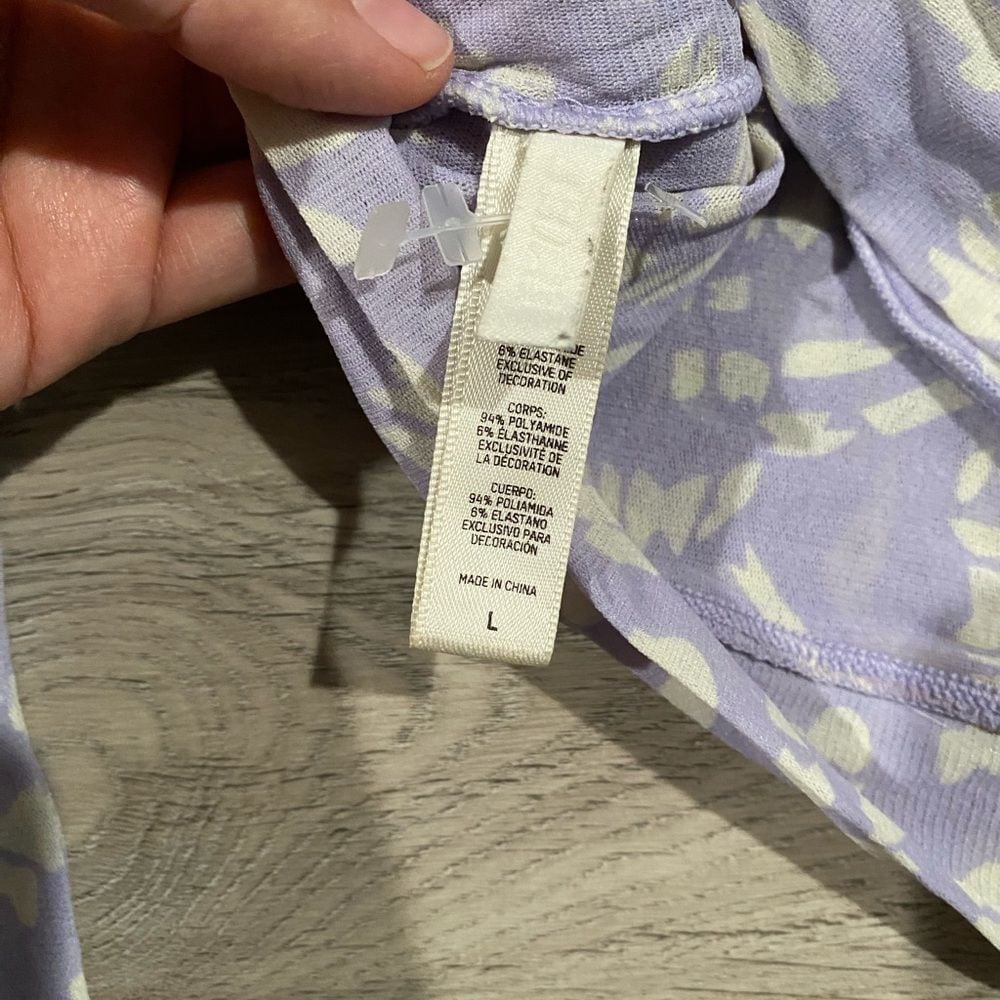 6% ELASTANE
EXCLUSIVE OF
DECORATION
CORPS:
94% POLYAMIDE
6% ÉLASTHANNE
EXCLUSIVITÉ DE
LA DÉCORATION
CUERPO:
94% POLIAMIDA
6% ELASTANO
EXCLUSIVO PARA
DECORACIÓN
MADE IN CHINA
L